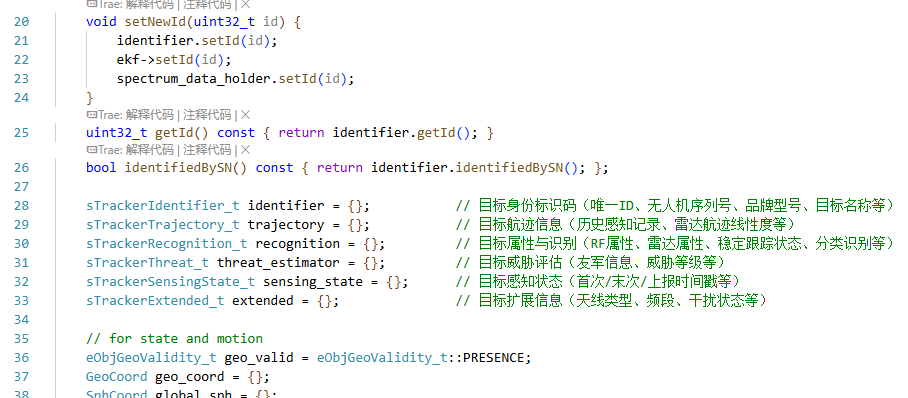 Trae: 解释代码 | 注释代码 | ×
20 void setNewId(uint32_t id) {
21 identifier.setId(id);
22 ekf->setId(id);
23 spectrum_data_holder.setId(id);
24 }
Trae: 解释代码 | 注释代码 | ×
25 uint32_t getId() const { return identifier.getId(); }
Trae: 解释代码 | 注释代码 | ×
26 bool identifiedBySN() const { return identifier.identifiedBySN(); };
27
28 sTrackerIdentifier_t identifier = {}; // 目标身份标识码（唯一ID、无人机序列号、品牌型号、目标名称等）
29 sTrackerTrajectory_t trajectory = {}; // 目标航迹信息（历史感知记录、雷达航迹线性度等）
30 sTrackerRecognition_t recognition = {}; // 目标属性与识别（RF属性、雷达属性、稳定跟踪状态、分类识别等）
31 sTrackerThreat_t threat_estimator = {}; // 目标威胁评估（友军信息、威胁等级等）
32 sTrackerSensingState_t sensing_state = {}; // 目标感知状态（首次/末次/上报时间戳等）
33 sTrackerExtended_t extended = {}; // 目标扩展信息（天线类型、频段、干扰状态等）
34
35 // for state and motion
36 eObjGeoValidity_t geo_valid = eObjGeoValidity_t::PRESENCE;
37 GeoCoord geo_coord = {};
38 SphCoord global_sph = {};